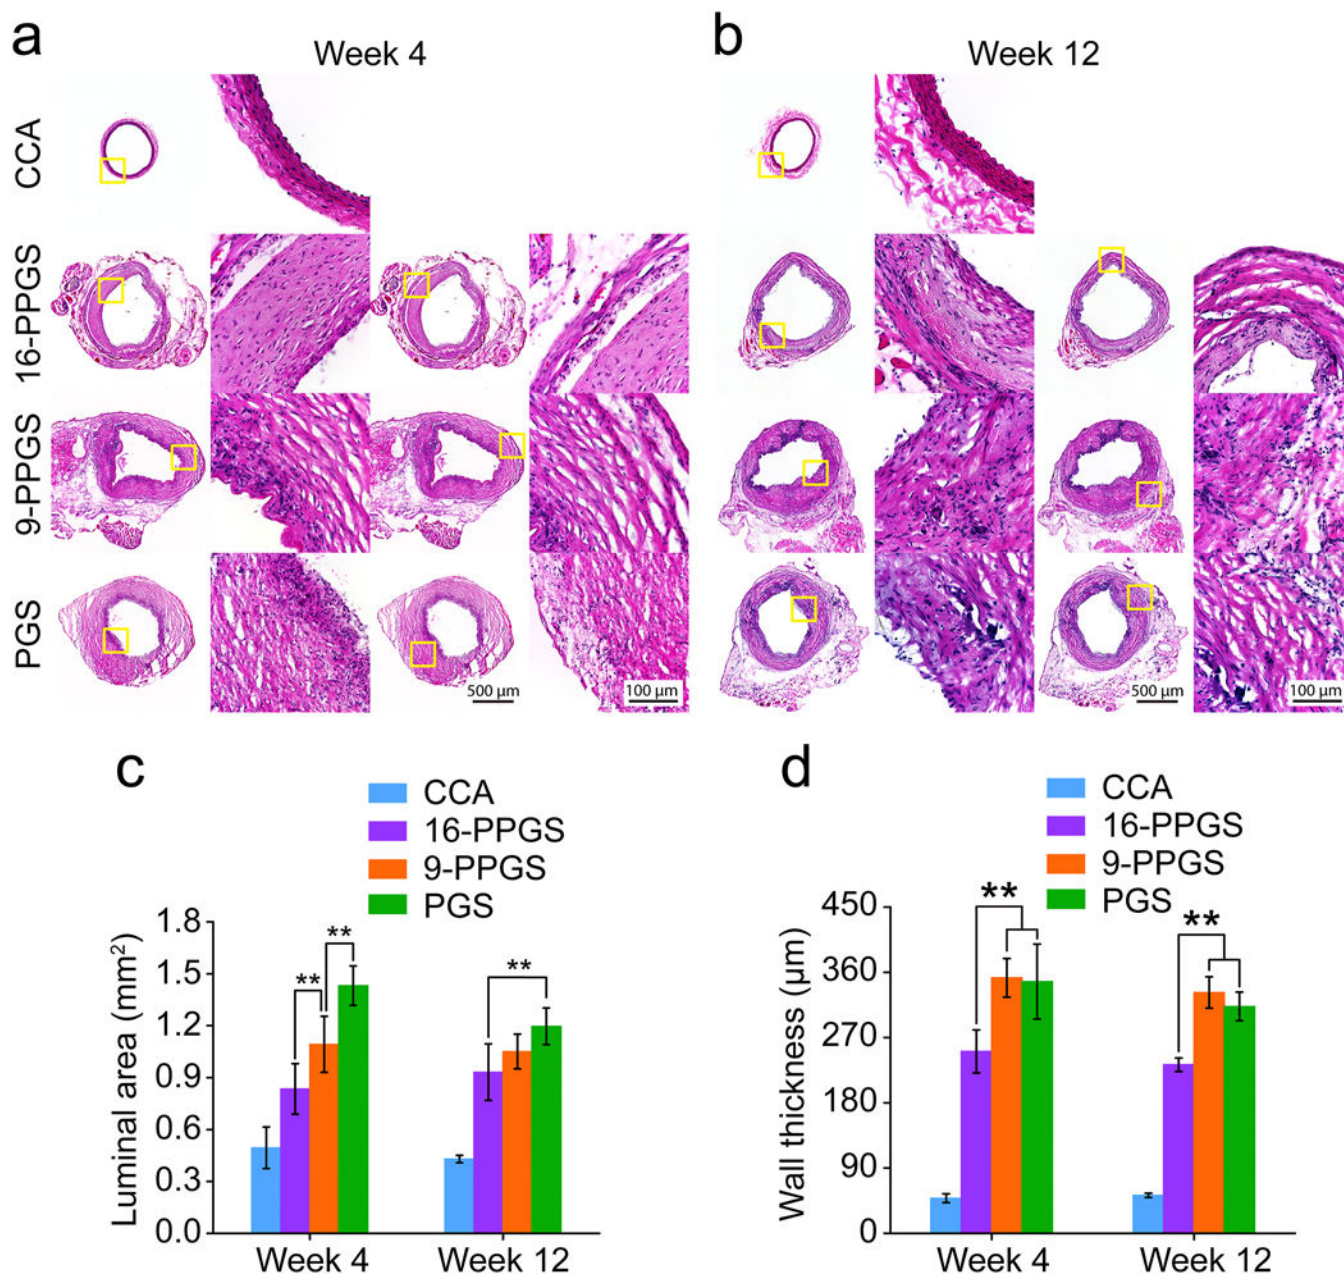 a
Week 4
b
Week 12
CCA
16-PPGS
9-PPGS
PGS
500 µm
100 µm
500 µm
100 µm
c
CCA
16-PPGS
9-PPGS
PGS
Luminal area (mm²)
1.8
1.5
1.2
0.9
0.6
0.3
0.0
**
**
**
Week 4
Week 12
d
CCA
16-PPGS
9-PPGS
PGS
Wall thickness (µm)
450
360
270
180
90
0
**
**
Week 4
Week 12